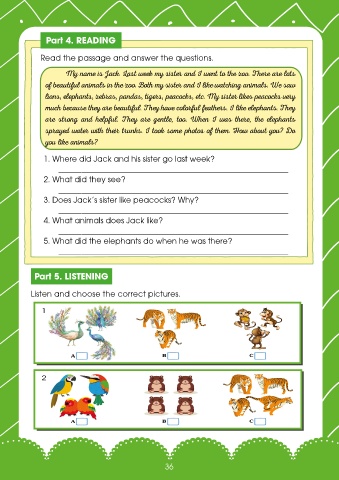 Part 4. READING
Read the passage and answer the questions.
My name is Jack. Last week my sister and I went to the zoo. There are lots
of beautiful animals in the zoo. Both my sister and I like watching animals. We saw
lions, elephants, zebras, pandas, tigers, peacocks, etc. My sister likes peacocks very
much because they are beautiful. They have colorful feathers. I like elephants. They
are strong and helpful. They are gentle, too. When I was there, the elephants
sprayed water with their trunks. I took some photos of them. How about you? Do
you like animals?
1. Where did Jack and his sister go last week?
2. What did they see?
3. Does Jack's sister like peacocks? Why?
4. What animals does Jack like?
5. What did the elephants do when he was there?
Part 5. LISTENING
Listen and choose the correct pictures.
1
A B C
2
A B C
36